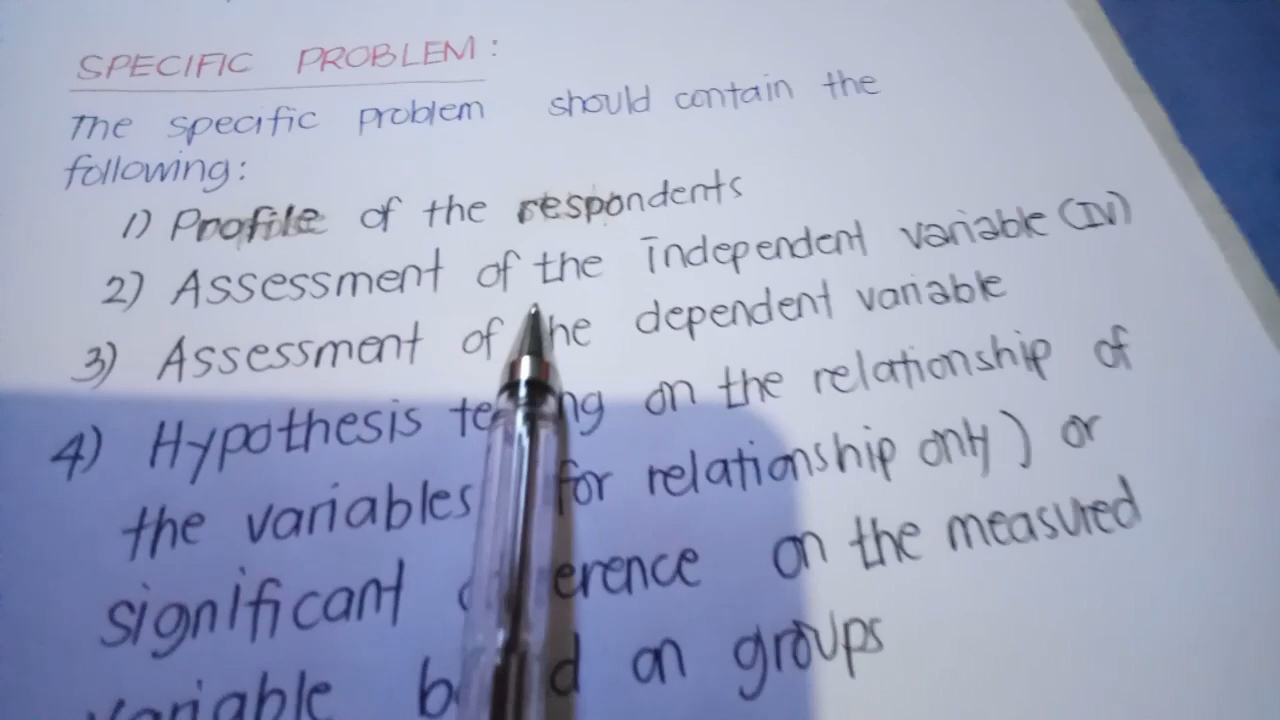 SPECIFIC PROBLEM:
The specific problem should contain the
following:
1) Profile of the respondents
2) Assessment of the independent variable (IV)
3) Assessment of the dependent variable
4) Hypothesis on the relationship of
the variables for relationship only) or
significant on the measured
variable on groups